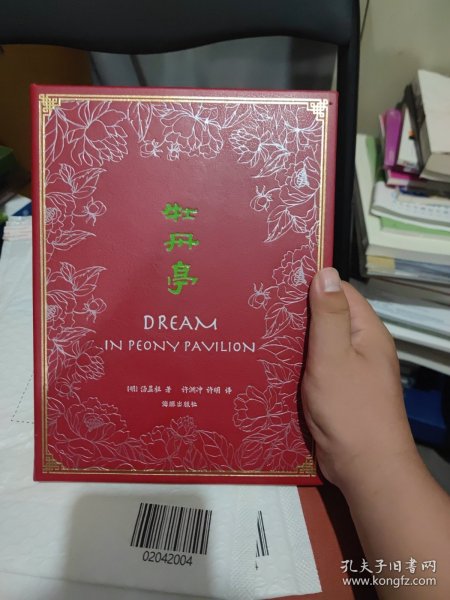 牡
丹
亭
DREAM
IN PEONY PAVILION
[明] 汤显祖 著 许渊冲 许明 译
海豚出版社
02042004
孔夫子旧书网
www.kongfz.com